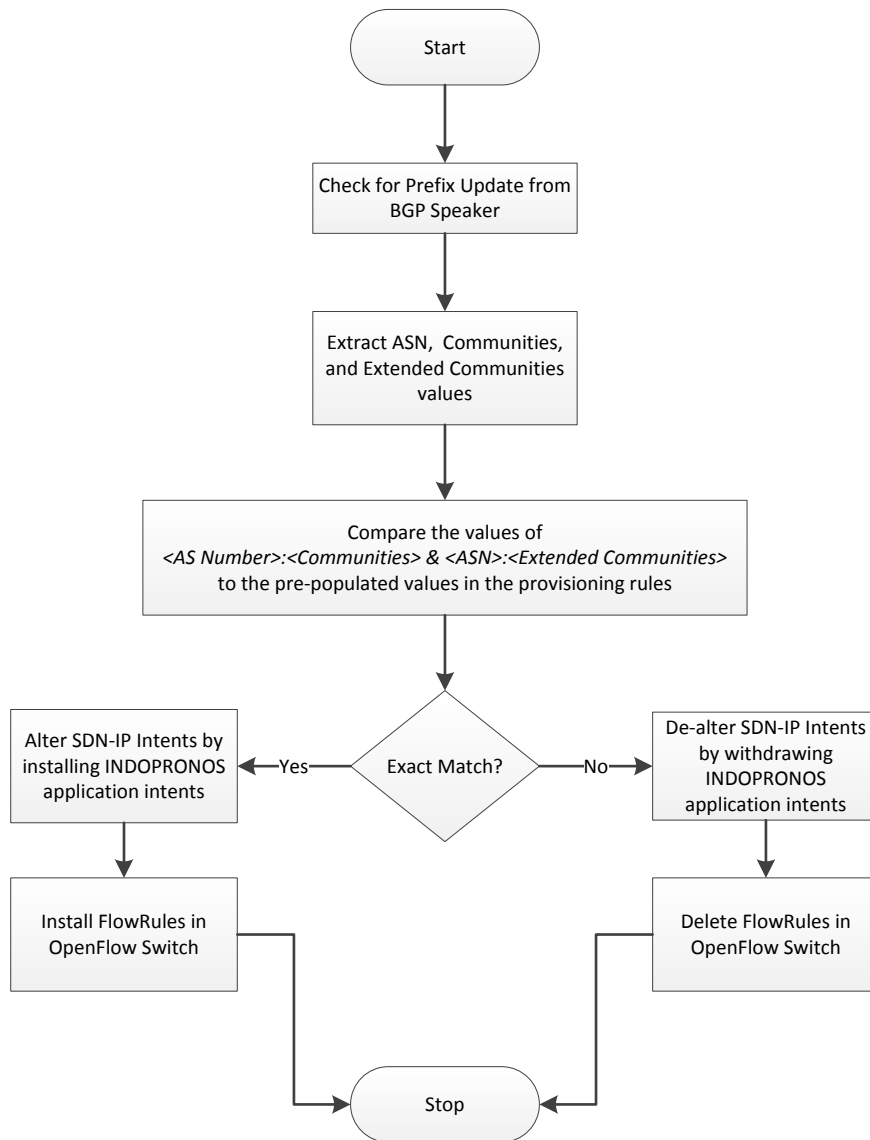 Start
Check for Prefix Update from
BGP Speaker
Extract ASN, Communities,
and Extended Communities
values
Compare the values of
<AS Number>:<Communities> & <ASN>:<Extended Communities>
to the pre-populated values in the provisioning rules
Exact Match?
Yes
No
Alter SDN-IP Intents by
installing INDOPRONOS
application intents
De-alter SDN-IP Intents
by withdrawing
INDOPRONOS
application intents
Install FlowRules in
OpenFlow Switch
Delete FlowRules in
OpenFlow Switch
Stop